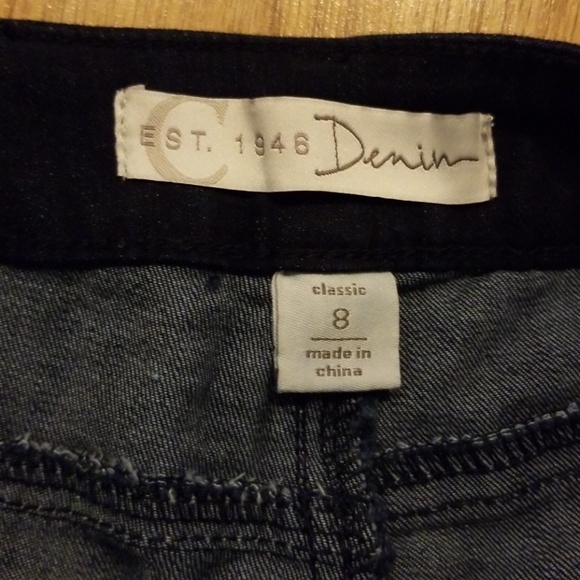 C
EST. 1946 Denim
classic
8
made in
china